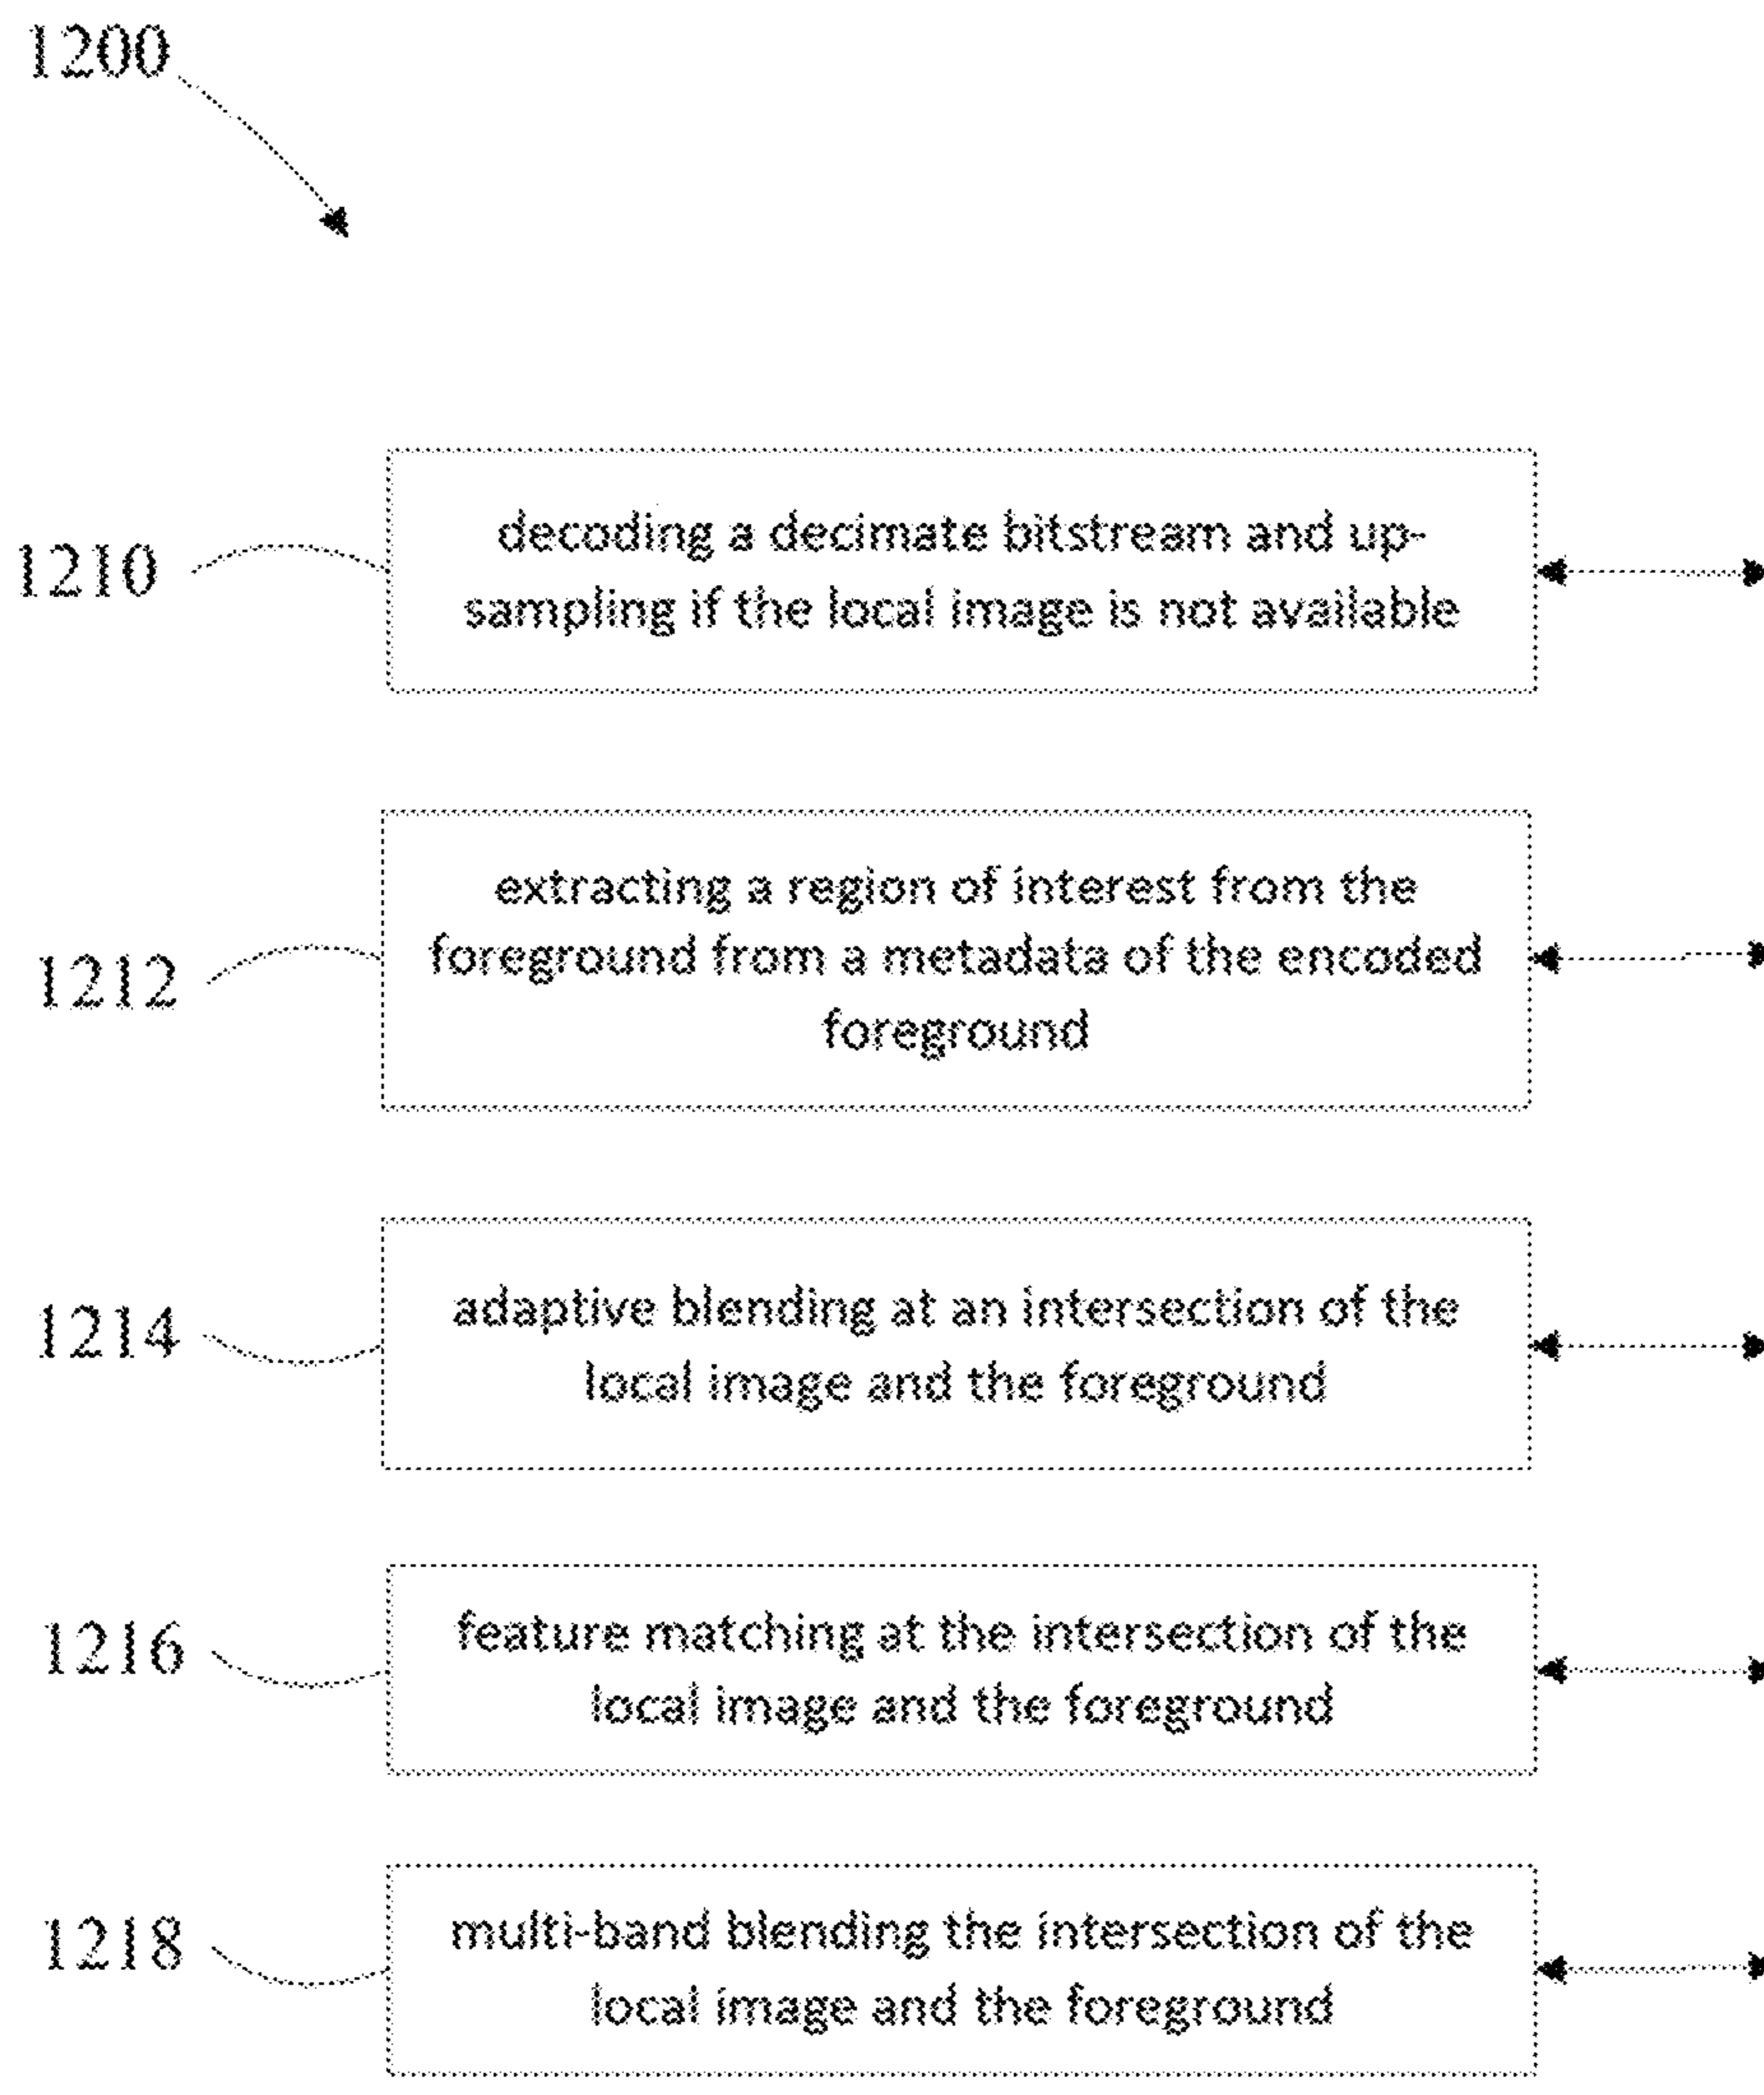 1200
1210
decoding a decimate bitstream and up-
sampling if the local image is not available
1212
extracting a region of interest from the
foreground from a metadata of the encoded
foreground
1214
adaptive blending at an intersection of the
local image and the foreground
1216
feature matching at the intersection of the
local image and the foreground
1218
multi-band blending the intersection of the
local image and the foreground